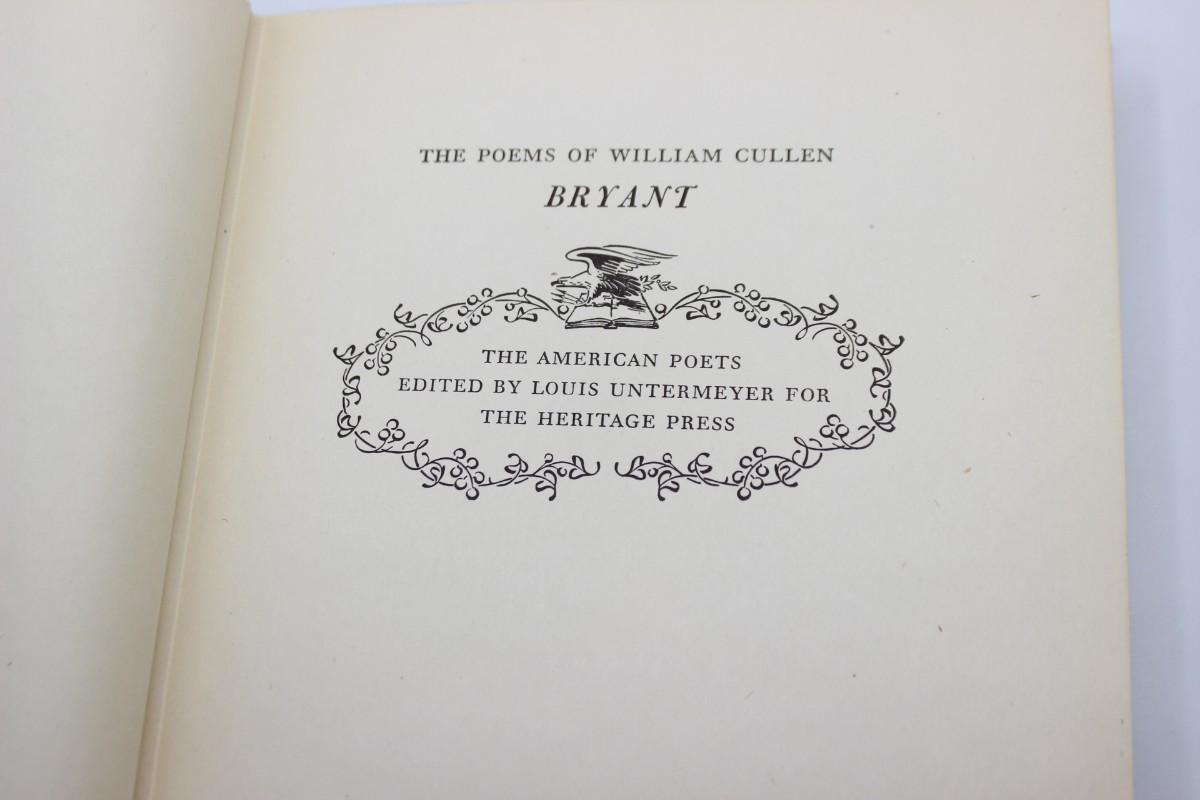 THE POEMS OF WILLIAM CULLEN
BRYANT
THE AMERICAN POETS
EDITED BY LOUIS UNTERMEYER FOR
THE HERITAGE PRESS